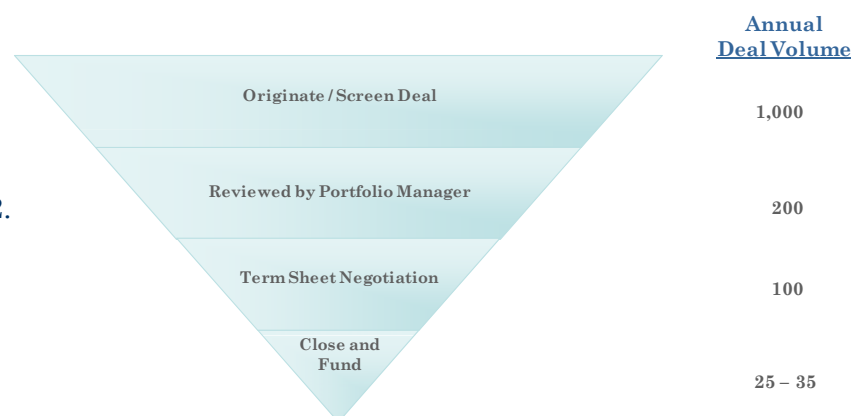 Annual
Deal Volume
Originate / Screen Deal
1,000
Reviewed by Portfolio Manager
200
2.
Term Sheet Negotiation
100
Close and
Fund
25 – 35